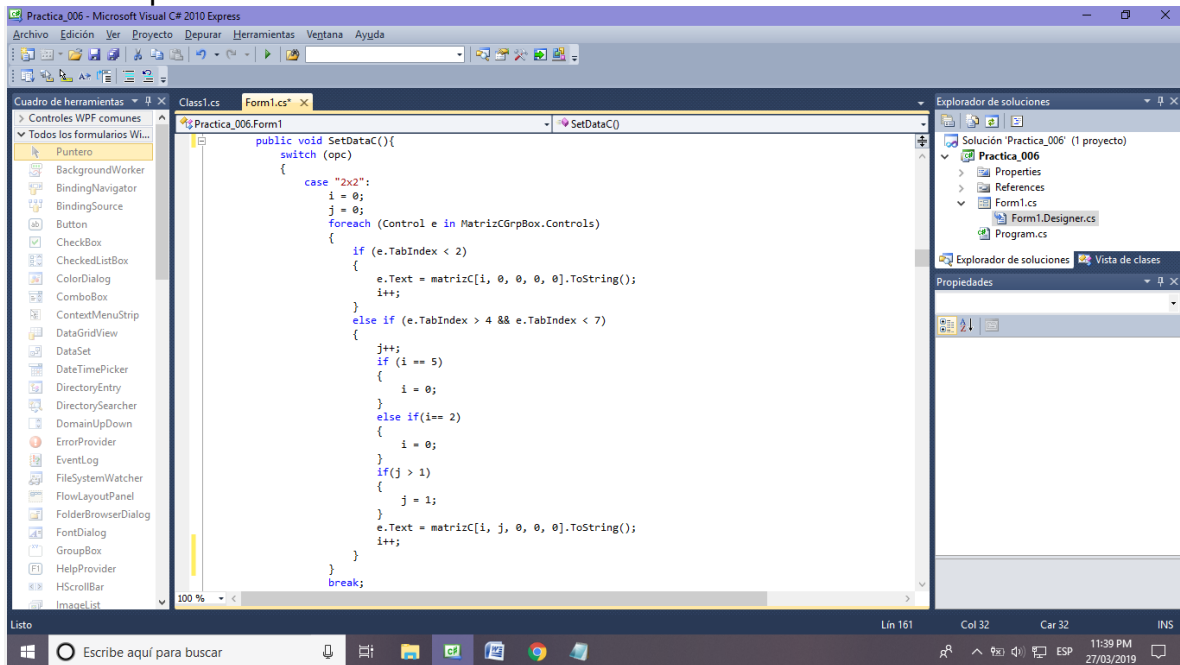 Practica_006 - Microsoft Visual C# 2010 Express
Archivo Edición Ver Proyecto Depurar Herramientas Ventana Ayuda
Cuadro de herramientas
Controles WPF comunes
Todos los formularios Wi...
Puntero
BackgroundWorker
BindingNavigator
BindingSource
Button
CheckBox
CheckedListBox
ColorDialog
ComboBox
ContextMenuStrip
DataGridView
DataSet
DateTimePicker
DirectoryEntry
DirectorySearcher
DomainUpDown
ErrorProvider
EventLog
FileSystemWatcher
FlowLayoutPanel
FolderBrowserDialog
FontDialog
GroupBox
HelpProvider
HScrollBar
ImageList
Class1.cs Form1.cs*
Practica_006.Form1 SetDataC()
public void SetDataC(){
switch (opc)
{
case "2x2":
i = 0;
j = 0;
foreach (Control e in MatrizCGrpBox.Controls)
{
if (e.TabIndex < 2)
{
e.Text = matrizC[i, 0, 0, 0, 0].ToString();
i++;
}
else if (e.TabIndex > 4 && e.TabIndex < 7)
{
j++;
if (i == 5)
{
i = 0;
}
else if(i== 2)
{
i = 0;
}
if(j > 1)
{
j = 1;
}
e.Text = matrizC[i, j, 0, 0, 0].ToString();
i++;
}
}
break;
100 %
Explorador de soluciones
Solución 'Practica_006' (1 proyecto)
Practica_006
Properties
References
Form1.cs
Form1.Designer.cs
Program.cs
Explorador de soluciones Vista de clases
Propiedades
Listo Lín 161 Col 32 Car 32 INS
Escribe aquí para buscar
ESP
11:39 PM
27/03/2019